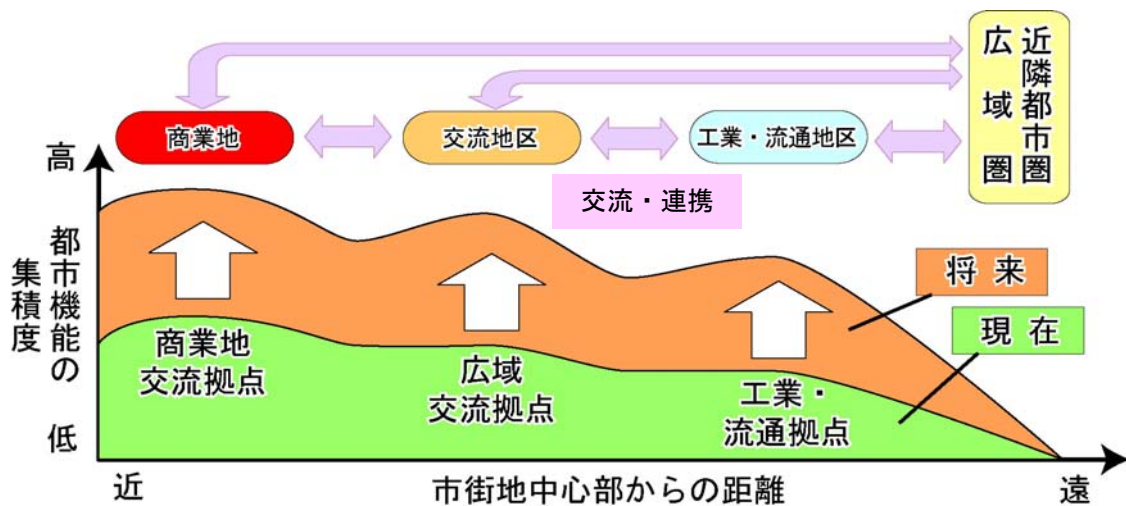 近隣都市圏
広域圏
商業地
交流地区
工業・流通地区
交流・連携
高
都市機能の
集積度
低
将来
現在
商業地
交流拠点
広域
交流拠点
工業・
流通拠点
近
市街地中心部からの距離
遠